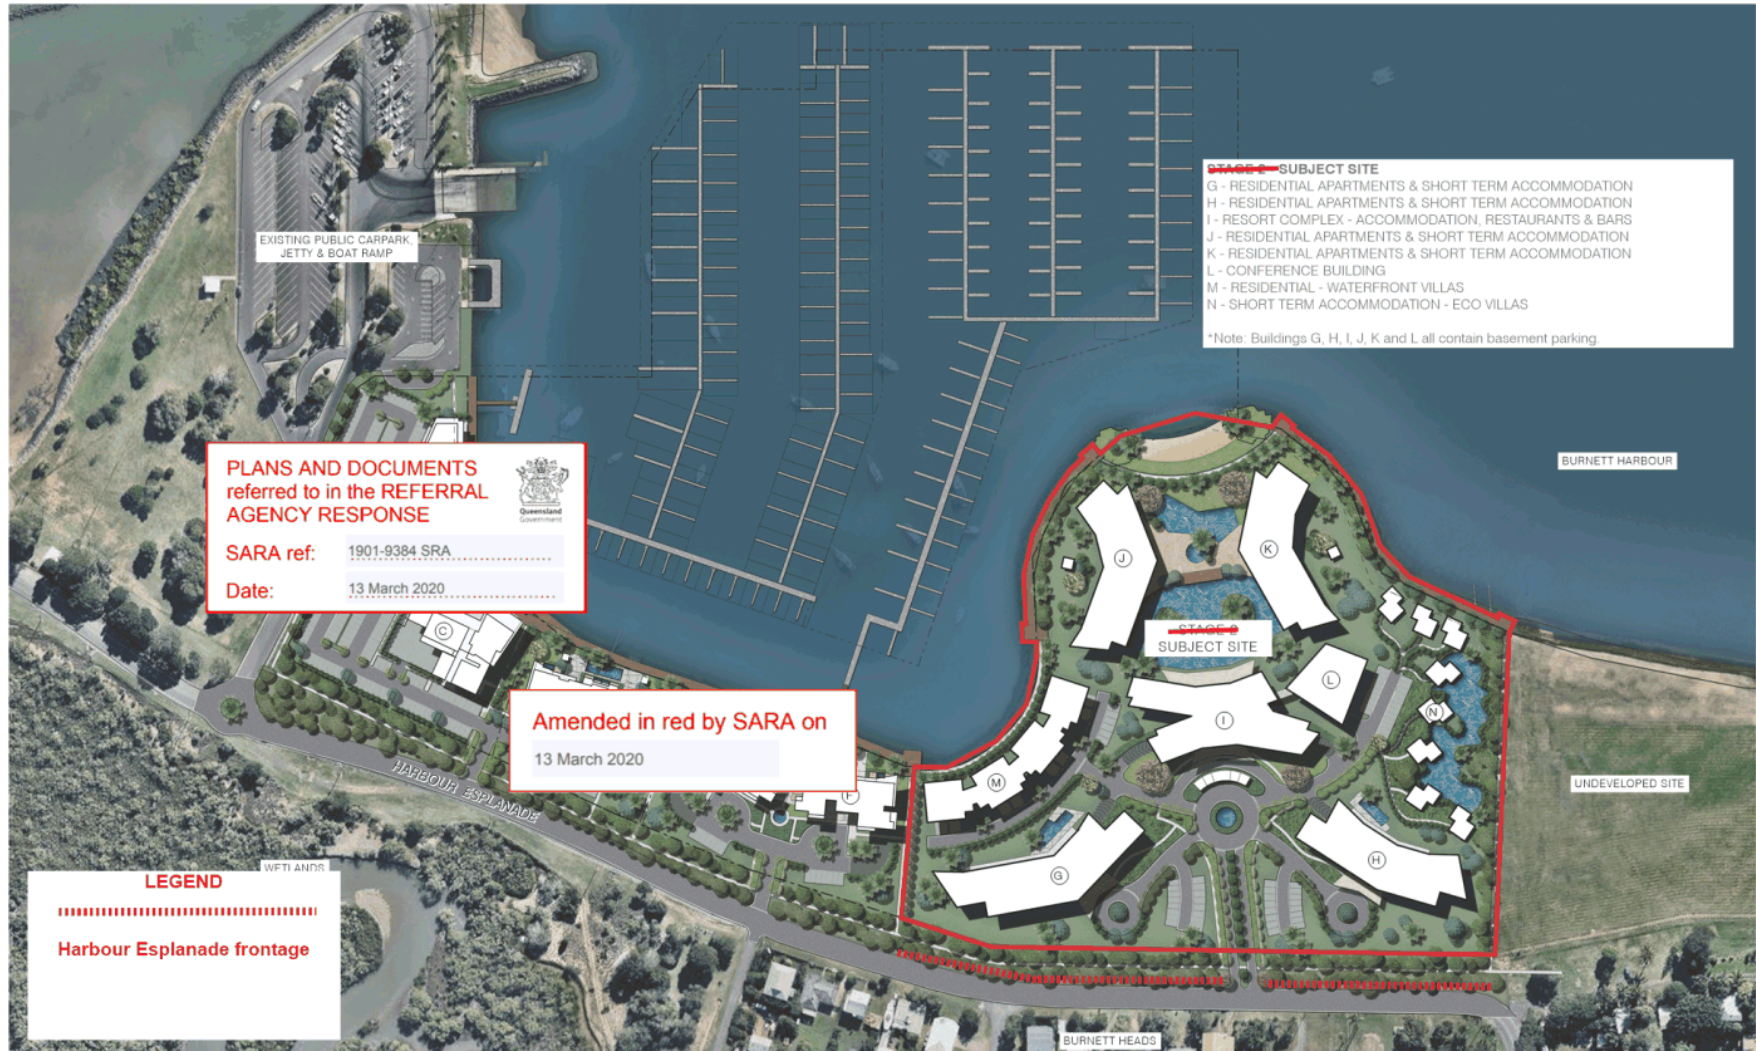 STAGE 2 SUBJECT SITE
G - RESIDENTIAL APARTMENTS & SHORT TERM ACCOMMODATION
H - RESIDENTIAL APARTMENTS & SHORT TERM ACCOMMODATION
I - RESORT COMPLEX - ACCOMMODATION, RESTAURANTS & BARS
J - RESIDENTIAL APARTMENTS & SHORT TERM ACCOMMODATION
K - RESIDENTIAL APARTMENTS & SHORT TERM ACCOMMODATION
L - CONFERENCE BUILDING
M - RESIDENTIAL - WATERFRONT VILLAS
N - SHORT TERM ACCOMMODATION - ECO VILLAS
*Note: Buildings G, H, I, J, K and L all contain basement parking.
EXISTING PUBLIC CARPARK,
JETTY & BOAT RAMP
BURNETT HARBOUR
PLANS AND DOCUMENTS
referred to in the REFERRAL
AGENCY RESPONSE
Queensland
Government
SARA ref: 1901-9384 SRA
Date: 13 March 2020
J
K
C
STAGE 2
SUBJECT SITE
L
N
I
Amended in red by SARA on
13 March 2020
M
F
HARBOUR ESPLANADE
UNDEVELOPED SITE
H
G
WETLANDS
LEGEND
Harbour Esplanade frontage
BURNETT HEADS